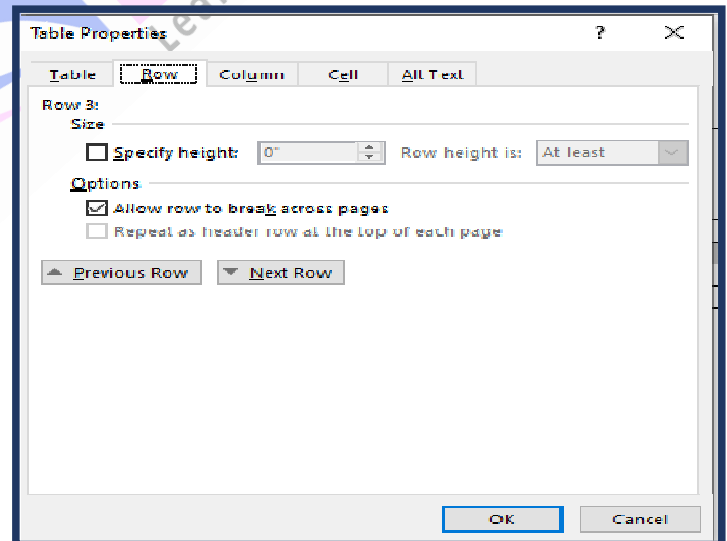 Table Properties ? ×
Table Row Column Cell Alt Text
Row 3:
Size
Specify height: 0" Row height is: At least
Options
Allow row to break across pages
Repeat as header row at the top of each page
Previous Row Next Row
OK Cancel